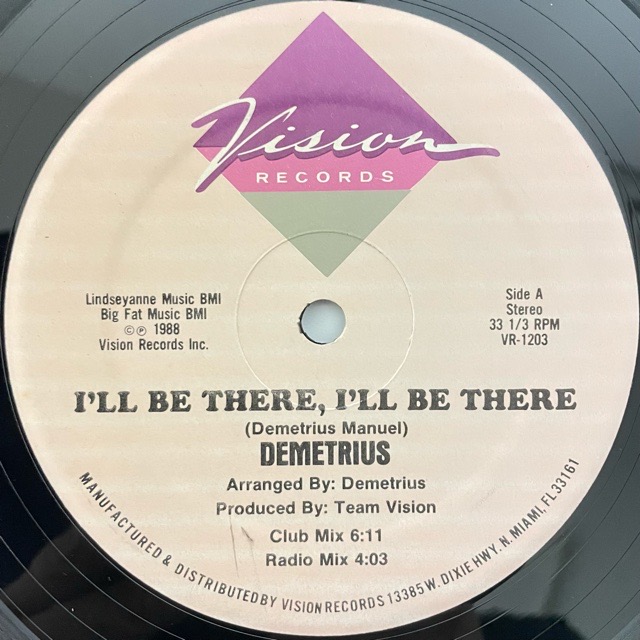 Vision
RECORDS
Lindseyanne Music BMI
Big Fat Music BMI
©℗ 1988
Vision Records Inc.
Side A
Stereo
33 1/3 RPM
VR-1203
I'LL BE THERE, I'LL BE THERE
(Demetrius Manuel)
DEMETRIUS
Arranged By: Demetrius
Produced By: Team Vision
Club Mix 6:11
Radio Mix 4:03
MANUFACTURED & DISTRIBUTED BY VISION RECORDS 13385 W. DIXIE HWY. N. MIAMI, FL 33161